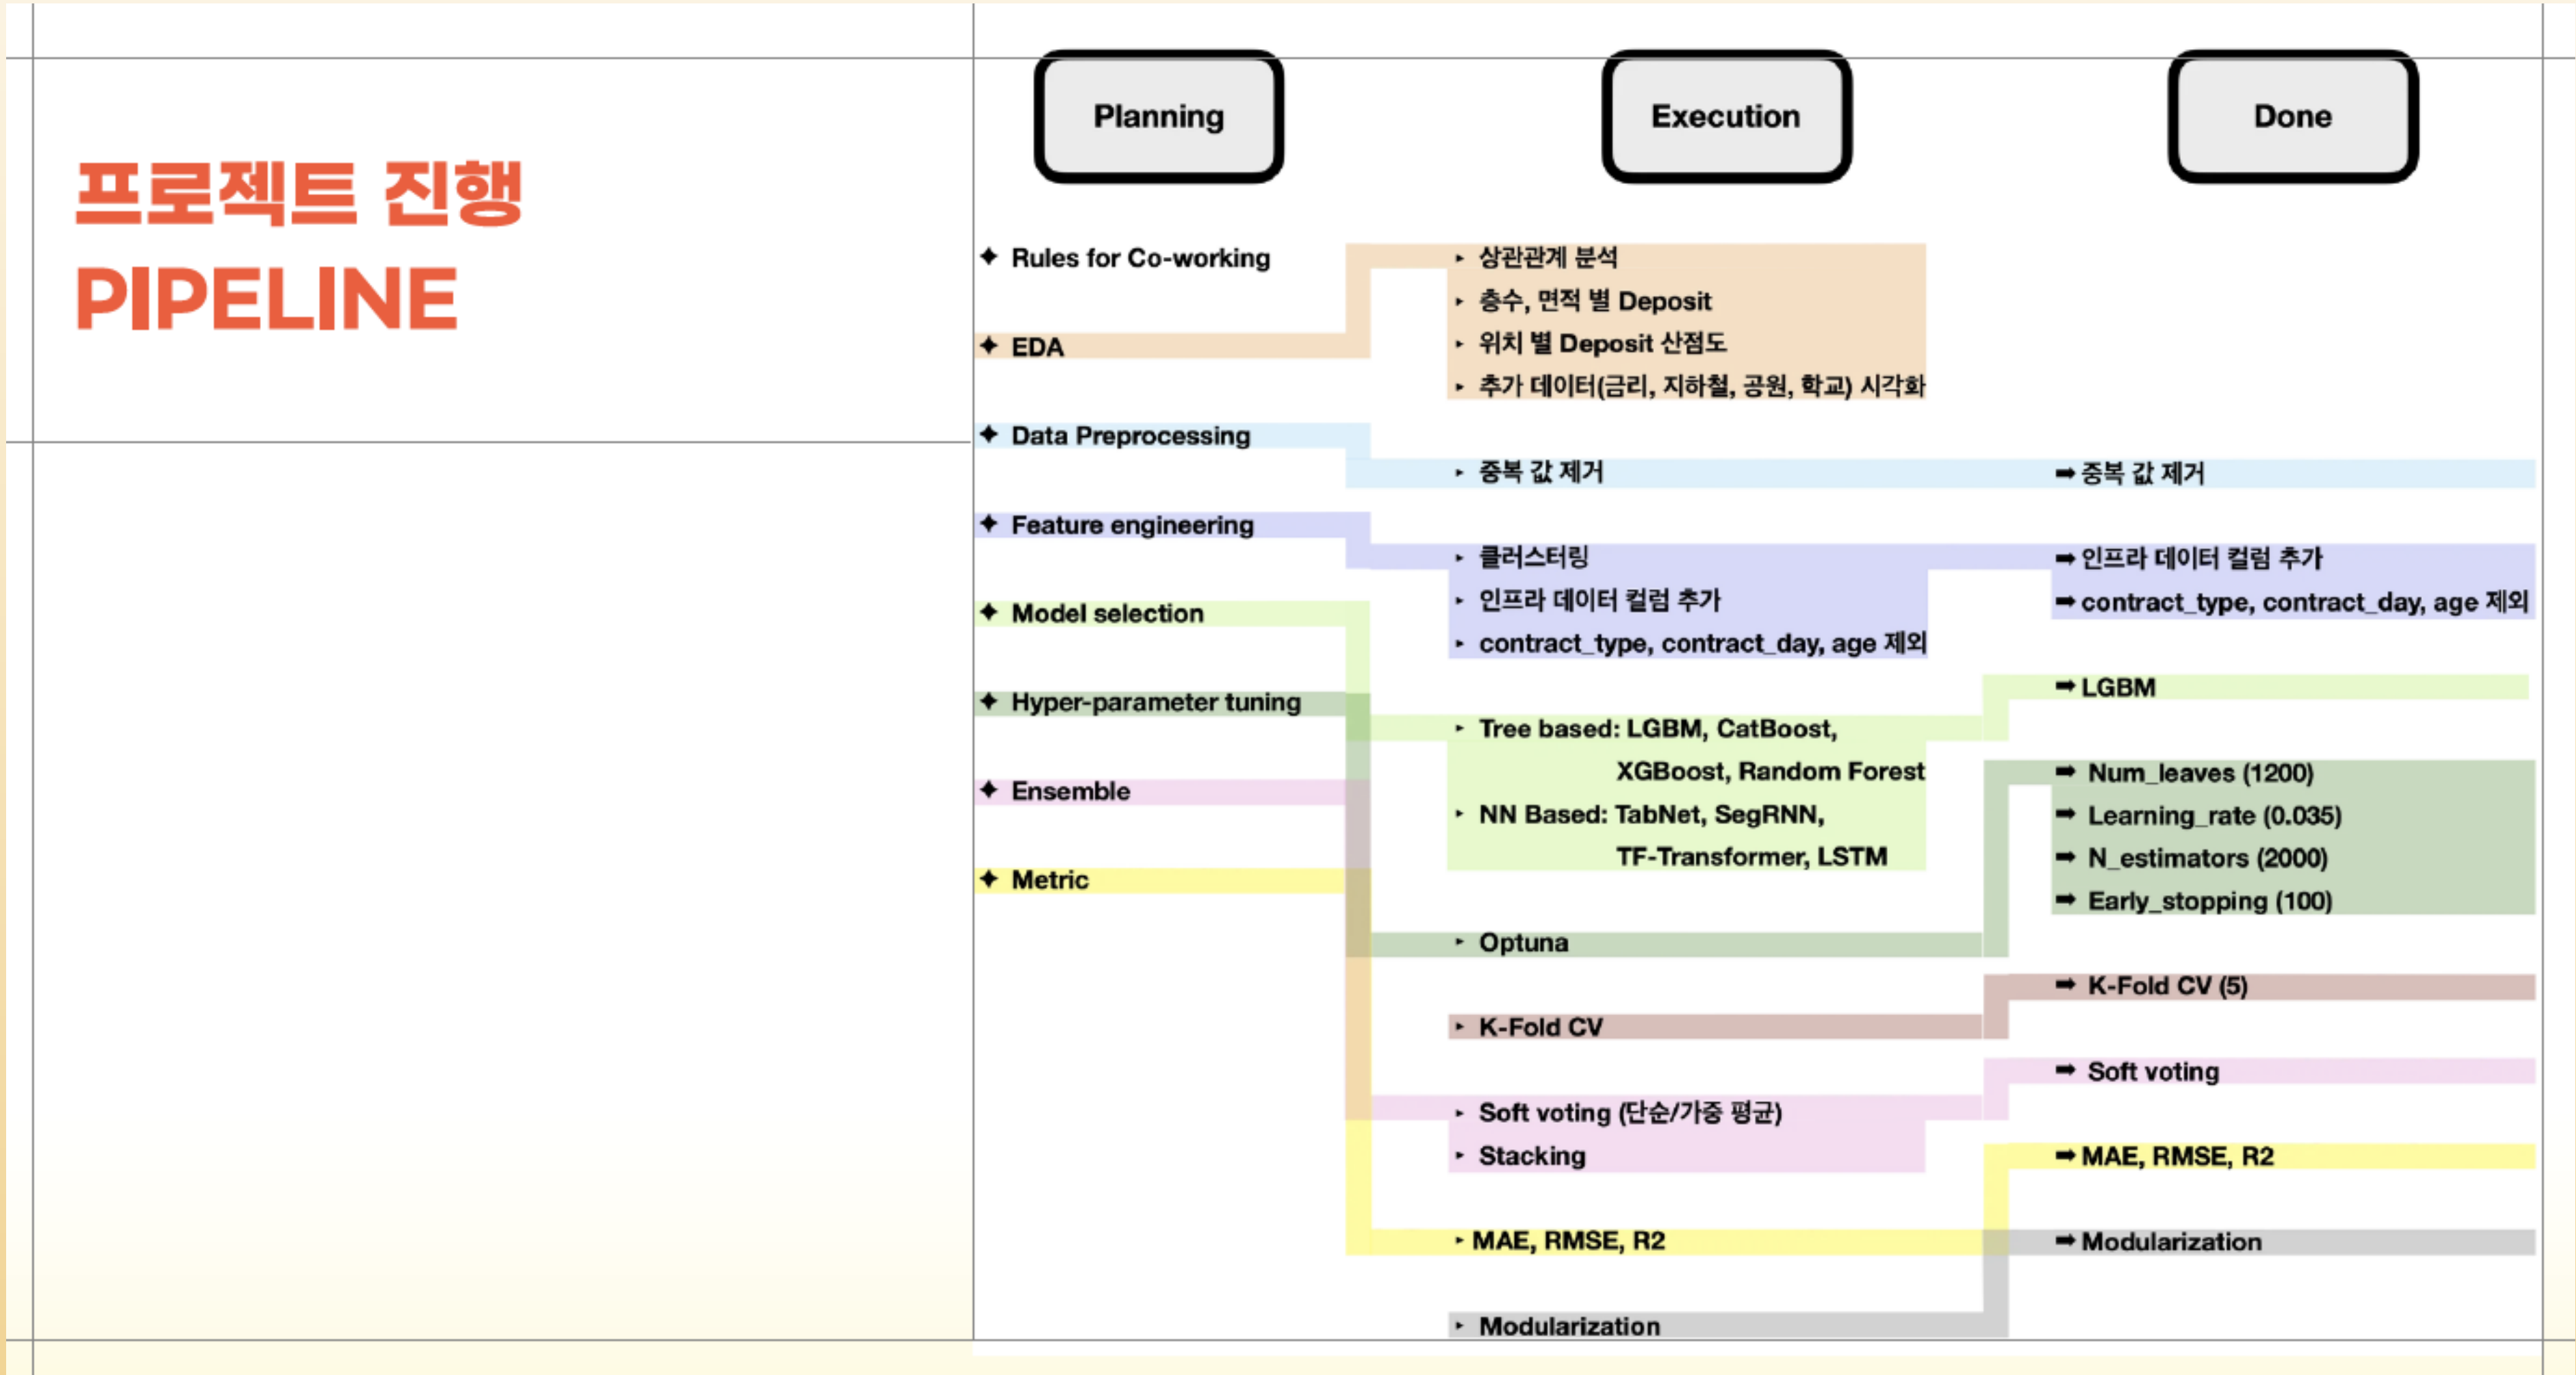 프로젝트 진행
PIPELINE
Planning
✦ Rules for Co-working
✦ EDA
✦ Data Preprocessing
✦ Feature engineering
✦ Model selection
✦ Hyper-parameter tuning
✦ Ensemble
✦ Metric
Execution
‣ 상관관계 분석
‣ 층수, 면적 별 Deposit
‣ 위치 별 Deposit 산점도
‣ 추가 데이터(금리, 지하철, 공원, 학교) 시각화
‣ 중복 값 제거
‣ 클러스터링
‣ 인프라 데이터 컬럼 추가
‣ contract_type, contract_day, age 제외
‣ Tree based: LGBM, CatBoost,
XGBoost, Random Forest
‣ NN Based: TabNet, SegRNN,
TF-Transformer, LSTM
‣ Optuna
‣ K-Fold CV
‣ Soft voting (단순/가중 평균)
‣ Stacking
‣ MAE, RMSE, R2
‣ Modularization
Done
➡ 중복 값 제거
➡ 인프라 데이터 컬럼 추가
➡ contract_type, contract_day, age 제외
➡ LGBM
➡ Num_leaves (1200)
➡ Learning_rate (0.035)
➡ N_estimators (2000)
➡ Early_stopping (100)
➡ K-Fold CV (5)
➡ Soft voting
➡ MAE, RMSE, R2
➡ Modularization